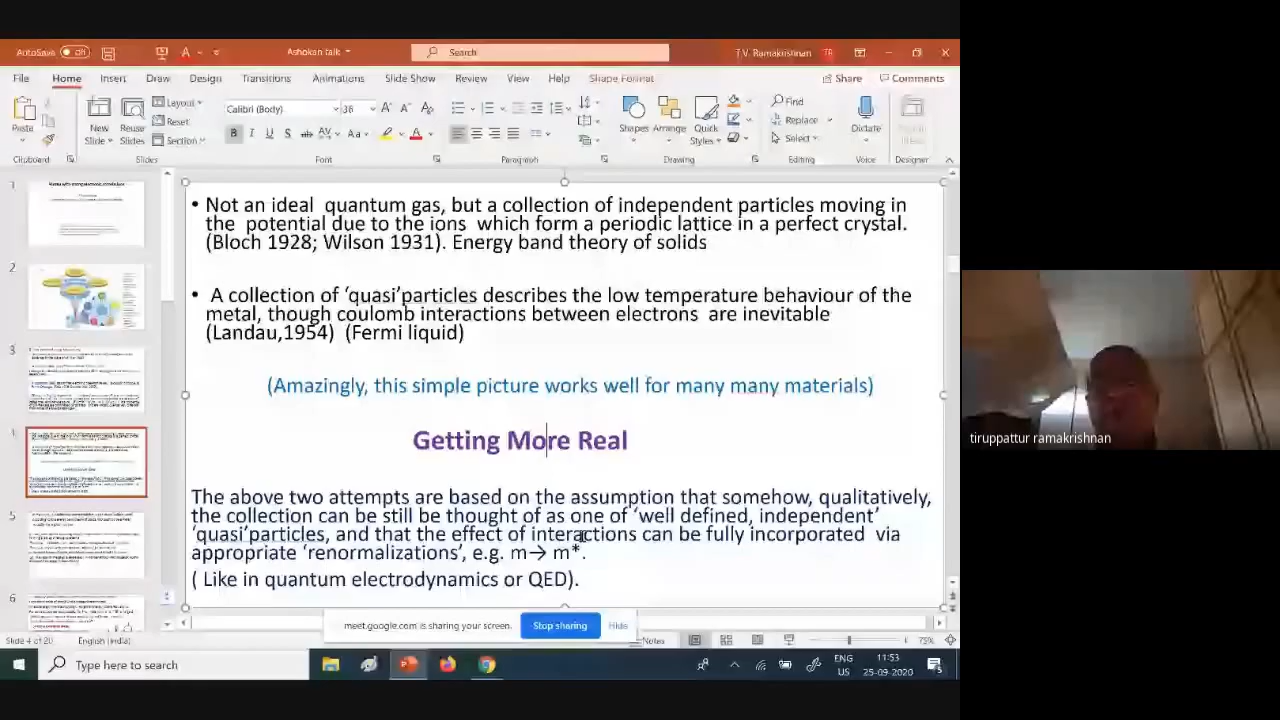 AutoSave Off
Ashokan talk
Search
T.V. Ramakrishnan TR
File Home Insert Draw Design Transitions Animations Slide Show Review View Help Shape Format Share Comments
Paste New Slide Reuse Slides Layout Reset Section Calibri (Body) 36 Shapes Arrange Quick Styles Find Replace Select Dictate
Clipboard Slides Font Paragraph Drawing Editing Voice Designer
• Not an ideal quantum gas, but a collection of independent particles moving in
the potential due to the ions which form a periodic lattice in a perfect crystal.
(Bloch 1928; Wilson 1931). Energy band theory of solids
• A collection of ‘quasi’particles describes the low temperature behaviour of the
metal, though coulomb interactions between electrons are inevitable
(Landau,1954) (Fermi liquid)
(Amazingly, this simple picture works well for many many materials)
Getting More Real
The above two attempts are based on the assumption that somehow, qualitatively,
the collection can be still be thought of as one of ‘well defined, independent’
‘quasi’particles, and that the effect of interactions can be fully incorporated via
appropriate ‘renormalizations’, e.g. m→ m*.
( Like in quantum electrodynamics or QED).
1
2
3
4
5
6
meet.google.com is sharing your screen. Stop sharing Hide
Slide 4 of 20 English (India) Notes 75%
Type here to search
ENG
US
11:53
25-09-2020
5
tiruppattur ramakrishnan